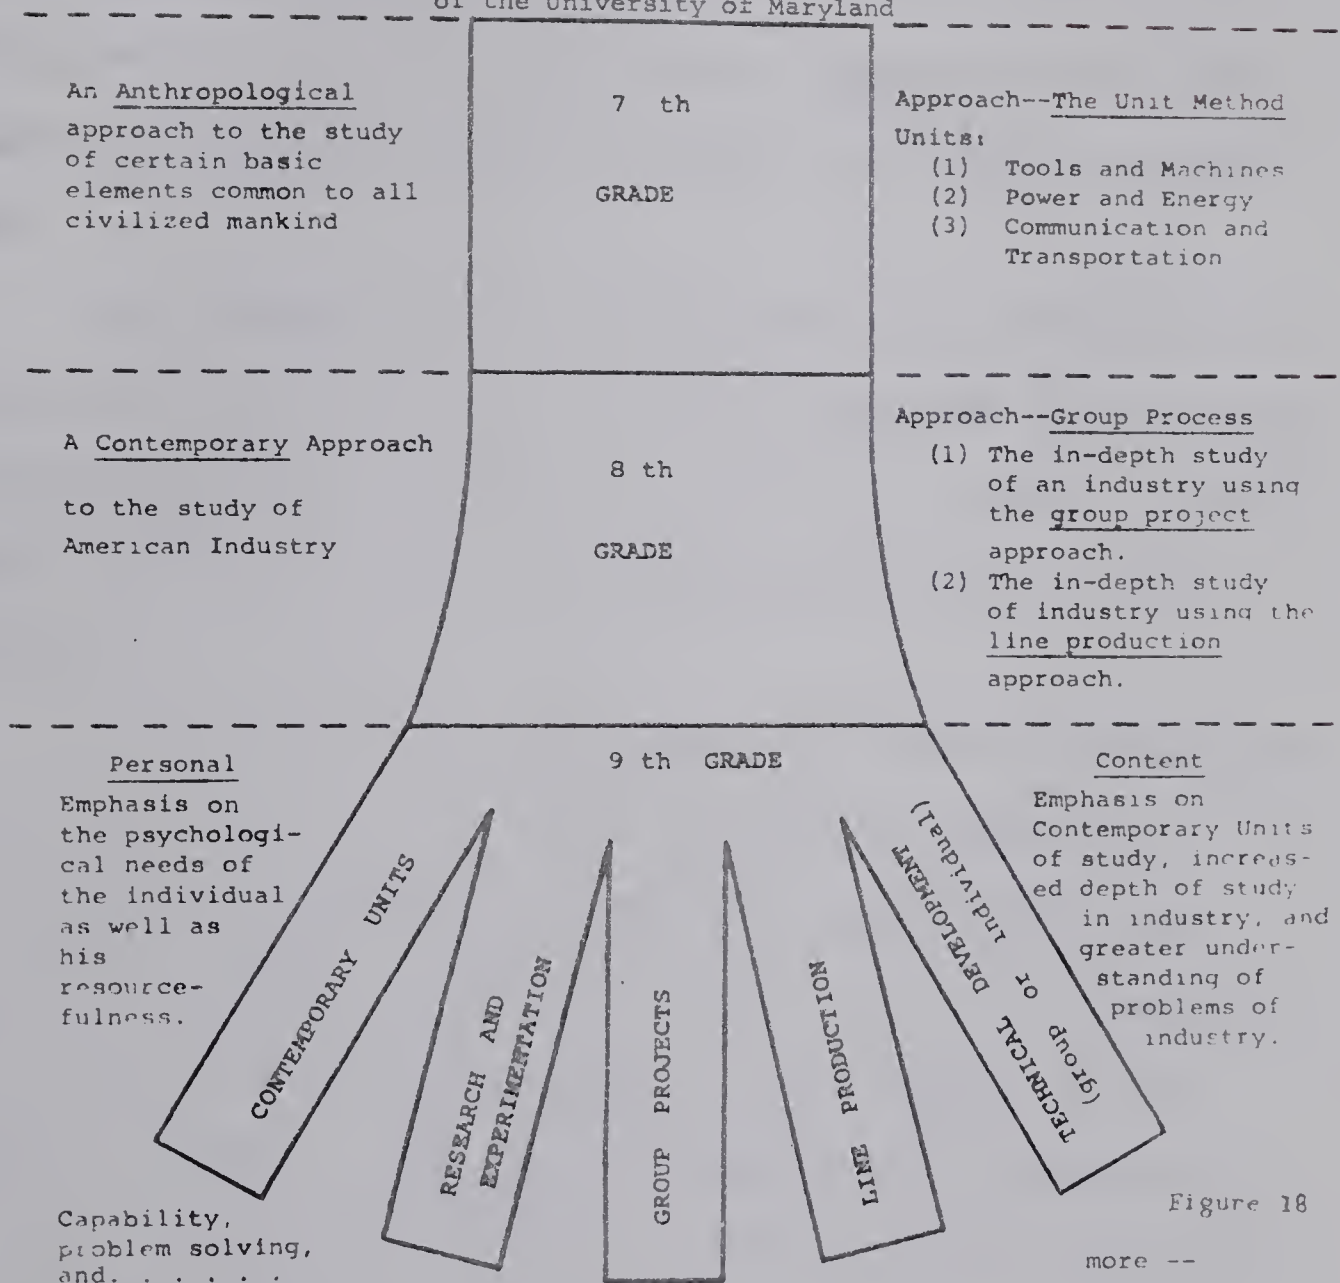 of the University of Maryland
An Anthropological
approach to the study
of certain basic
elements common to all
civilized mankind
7 th
GRADE
Approach--The Unit Method
Units:
(1) Tools and Machines
(2) Power and Energy
(3) Communication and
Transportation
A Contemporary Approach
to the study of
American Industry
8 th
GRADE
Approach--Group Process
(1) The in-depth study
of an industry using
the group project
approach.
(2) The in-depth study
of industry using the
line production
approach.
9 th GRADE
Personal
Emphasis on
the psychologi-
cal needs of
the individual
as well as
his
resource-
fulness.
CONTEMPORARY UNITS
RESEARCH AND
EXPERIMENTATION
GROUP PROJECTS
LINE PRODUCTION
TECHNICAL DEVELOPMENT
(group or individual)
Content
Emphasis on
Contemporary Units
of study, increas-
ed depth of study
in industry, and
greater under-
standing of
problems of
industry.
Capability,
problem solving,
and. . . . . .
Figure 18
more --